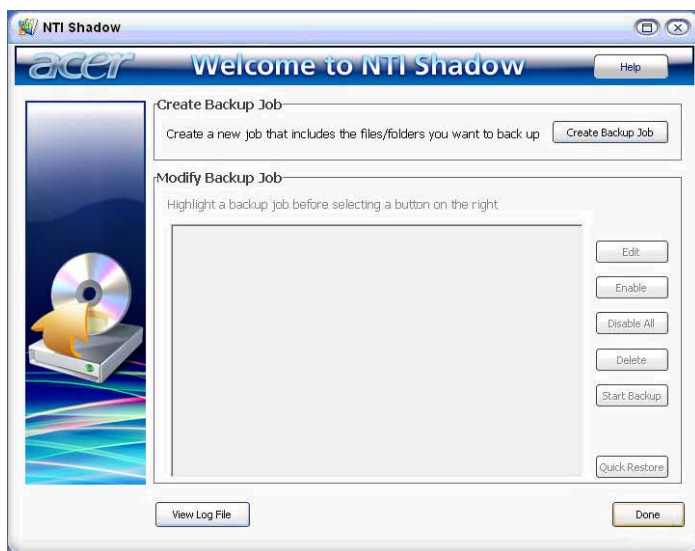 NTI Shadow
acer
Welcome to NTI Shadow
Help
Create Backup Job
Create a new job that includes the files/folders you want to back up
Create Backup Job
Modify Backup Job
Highlight a backup job before selecting a button on the right
Edit
Enable
Disable All
Delete
Start Backup
Quick Restore
View Log File
Done